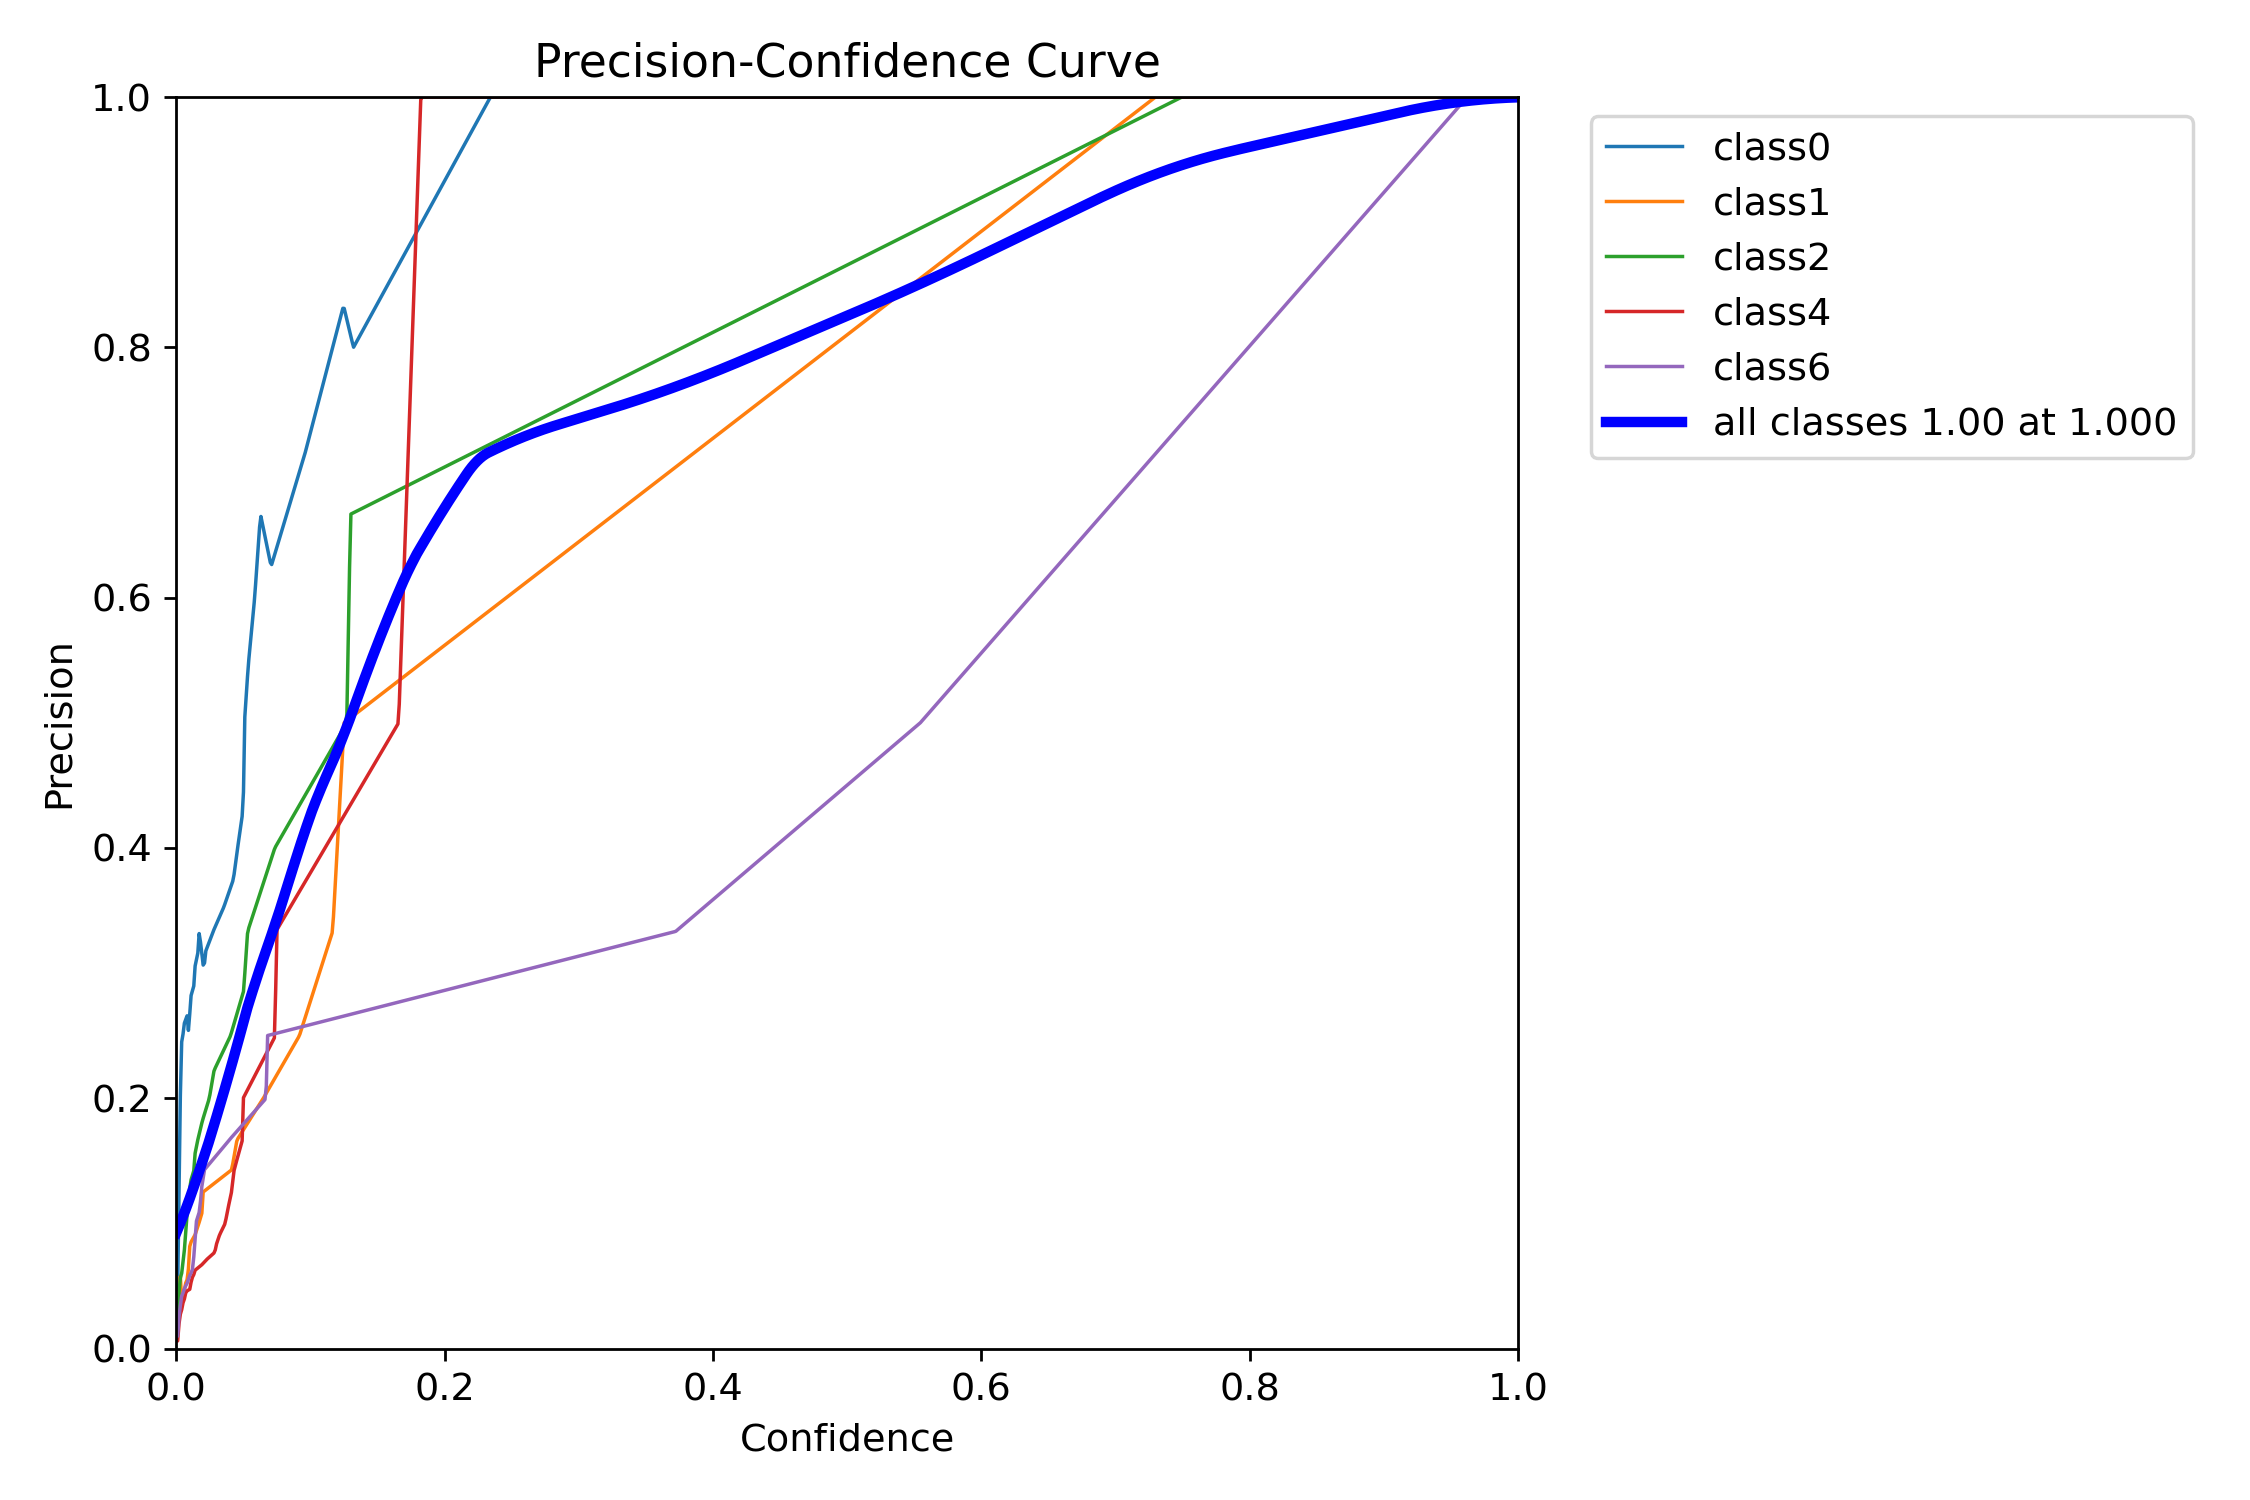 Precision-Confidence Curve
1.0
0.8
0.6
0.4
0.2
0.0
Precision
0.0 0.2 0.4 0.6 0.8 1.0
Confidence
class0
class1
class2
class4
class6
all classes 1.00 at 1.000